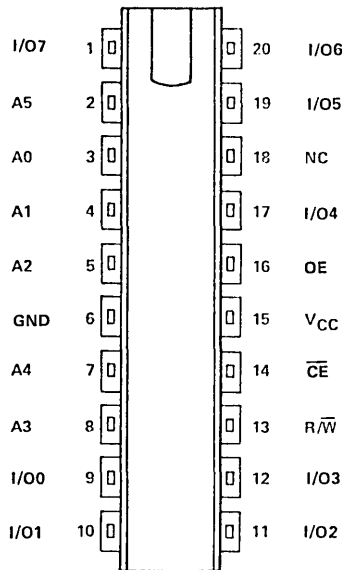 I/O7 1 20 I/O6
A5 2 19 I/O5
A0 3 18 NC
A1 4 17 I/O4
A2 5 16 OE
GND 6 15 VCC
A4 7 14 C̅E̅
A3 8 13 R/W̅
I/O0 9 12 I/O3
I/O1 10 11 I/O2